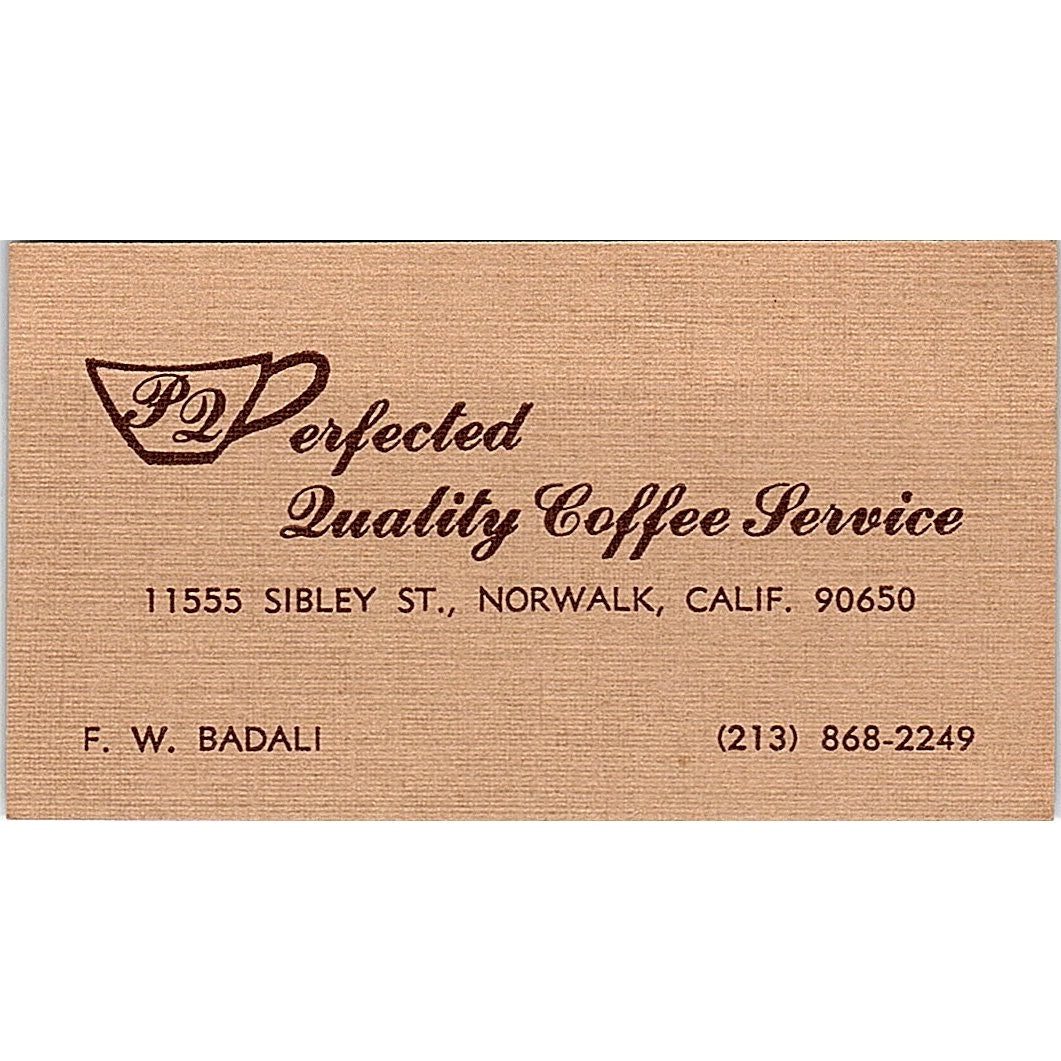 PQ
Perfected
Quality Coffee Service
11555 SIBLEY ST., NORWALK, CALIF. 90650
F. W. BADALI
(213) 868-2249